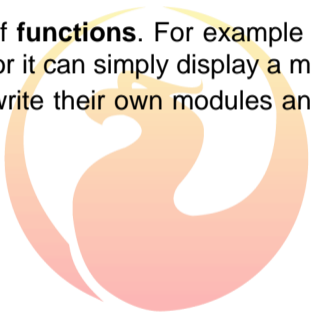 f functions. For example
or it can simply display a m
write their own modules an